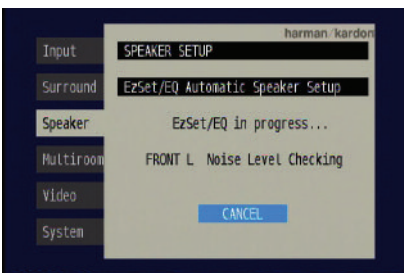 harman/kardon
Input
SPEAKER SETUP
Surround
EzSet/EQ Automatic Speaker Setup
Speaker
EzSet/EQ in progress...
Multiroom
FRONT L Noise Level Checking
Video
CANCEL
System